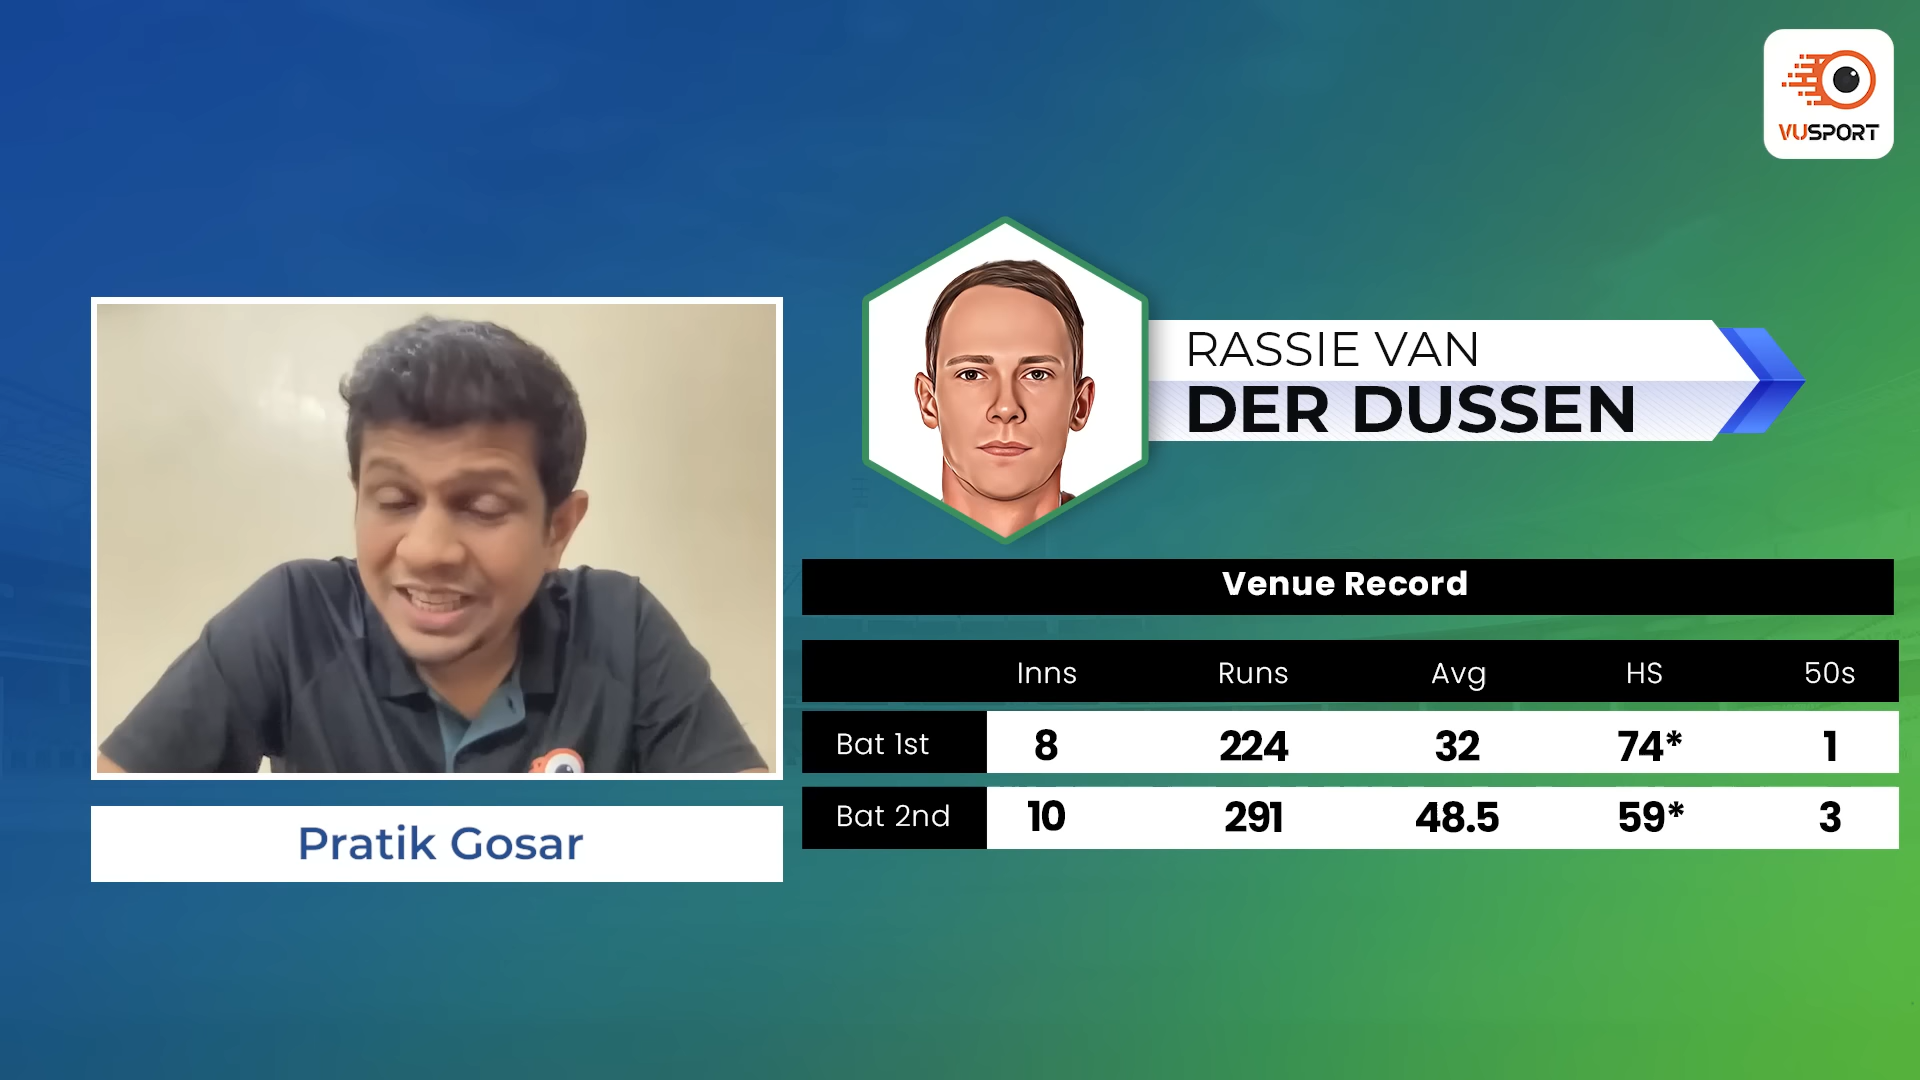 VUSPORT
RASSIE VAN
DER DUSSEN
Venue Record
Inns Runs Avg HS 50s
Bat 1st 8 224 32 74* 1
Bat 2nd 10 291 48.5 59* 3
Pratik Gosar